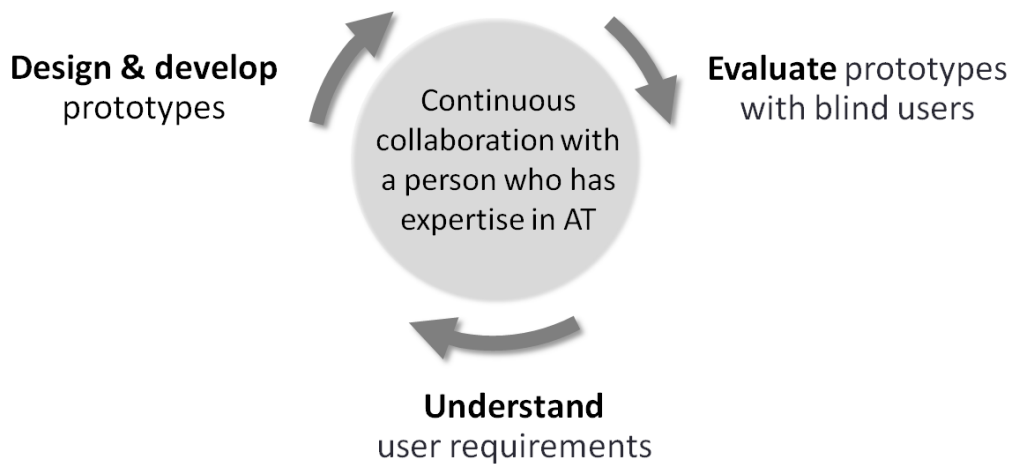 Design & develop
prototypes
Continuous
collaboration with
a person who has
expertise in AT
Evaluate prototypes
with blind users
Understand
user requirements